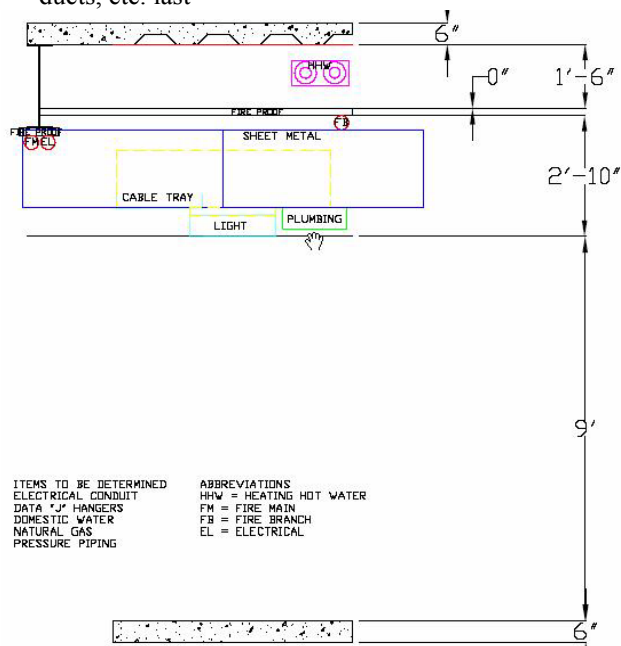 ducts, etc. last
6"
HHW
0"
1'-6"
FIRE PROOF
FB
FIRE PROOF
FM EL
SHEET METAL
2'-10"
CABLE TRAY
PLUMBING
LIGHT
9'
ITEMS TO BE DETERMINED
ELECTRICAL CONDUIT
DATA "J" HANGERS
DOMESTIC WATER
NATURAL GAS
PRESSURE PIPING
ABBREVIATIONS
HHW = HEATING HOT WATER
FM = FIRE MAIN
FB = FIRE BRANCH
EL = ELECTRICAL
6"